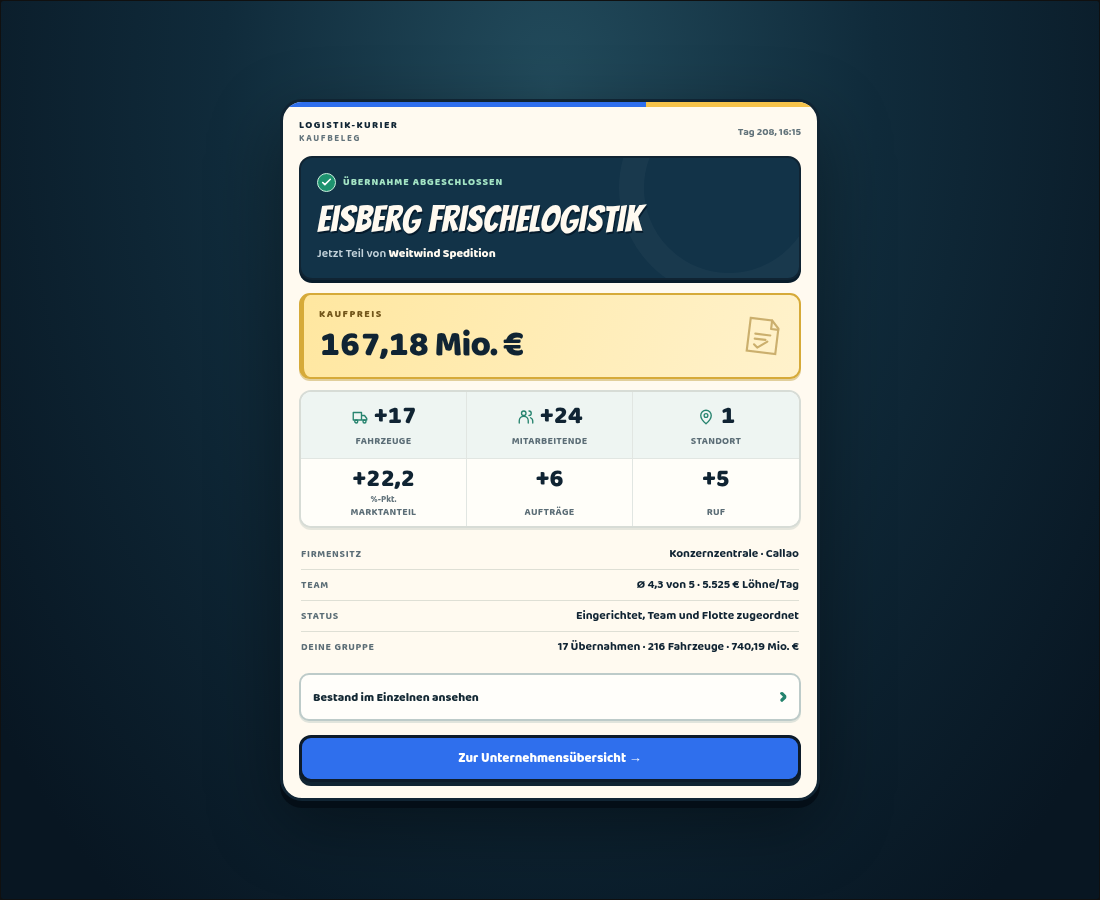 LOGISTIK-KURIER
KAUFBELEG
Tag 208, 16:15
ÜBERNAHME ABGESCHLOSSEN
EISBERG FRISCHELOGISTIK
Jetzt Teil von Weitwind Spedition
KAUFPREIS
167,18 Mio. €
+17
FAHRZEUGE
+24
MITARBEITENDE
1
STANDORT
+22,2
%-Pkt.
MARKTANTEIL
+6
AUFTRÄGE
+5
RUF
FIRMENSITZ
Konzernzentrale · Callao
TEAM
Ø 4,3 von 5 · 5.525 € Löhne/Tag
STATUS
Eingerichtet, Team und Flotte zugeordnet
DEINE GRUPPE
17 Übernahmen · 216 Fahrzeuge · 740,19 Mio. €
Bestand im Einzelnen ansehen
Zur Unternehmensübersicht →